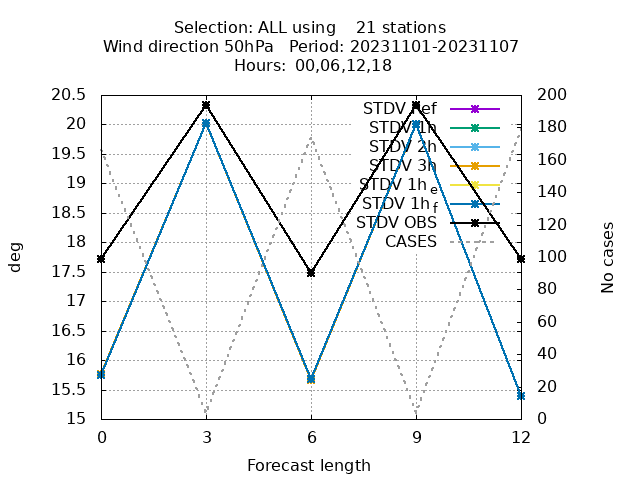 Selection: ALL using 21 stations
Wind direction 50hPa Period: 20231101-20231107
Hours: 00,06,12,18
20.5
20
19.5
19
18.5
18
17.5
17
16.5
16
15.5
15
deg
STDV ref
STDV 1h
STDV 2h
STDV 3h
STDV 1h e
STDV 1h f
STDV OBS
CASES
200
180
160
140
120
100
80
60
40
20
0
No cases
0 3 6 9 12
Forecast length